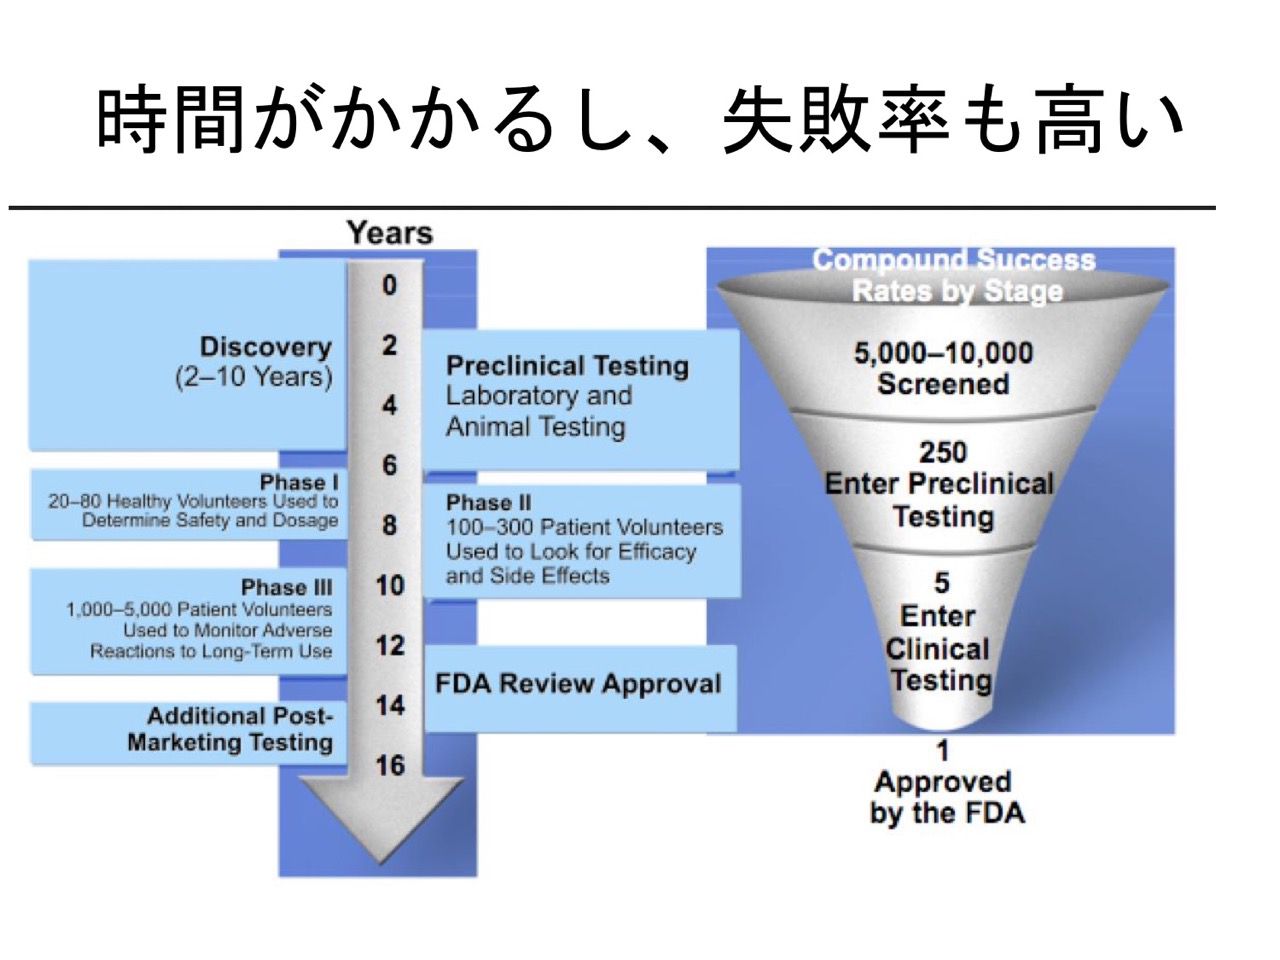 時間がかかるし、失敗率も高い
Years
0
2
4
6
8
10
12
14
16
Discovery
(2–10 Years)
Preclinical Testing
Laboratory and
Animal Testing
Phase I
20–80 Healthy Volunteers Used to
Determine Safety and Dosage
Phase II
100–300 Patient Volunteers
Used to Look for Efficacy
and Side Effects
Phase III
1,000–5,000 Patient Volunteers
Used to Monitor Adverse
Reactions to Long-Term Use
FDA Review Approval
Additional Post-
Marketing Testing
Compound Success
Rates by Stage
5,000–10,000
Screened
250
Enter Preclinical
Testing
5
Enter
Clinical
Testing
1
Approved
by the FDA